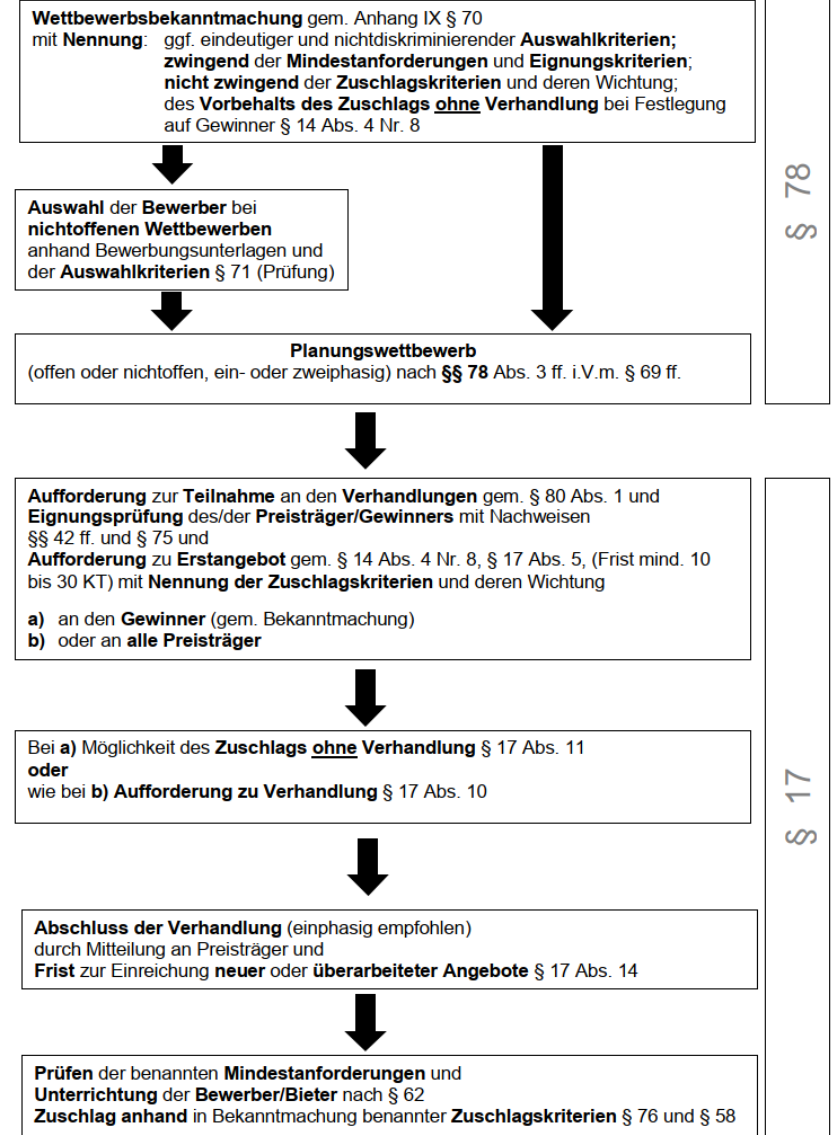 Wettbewerbsbekanntmachung gem. Anhang IX § 70
mit Nennung: ggf. eindeutiger und nichtdiskriminierender Auswahlkriterien;
zwingend der Mindestanforderungen und Eignungskriterien;
nicht zwingend der Zuschlagskriterien und deren Wichtung;
des Vorbehalts des Zuschlags ohne Verhandlung bei Festlegung
auf Gewinner § 14 Abs. 4 Nr. 8
§ 78
Auswahl der Bewerber bei
nichtoffenen Wettbewerben
anhand Bewerbungsunterlagen und
der Auswahlkriterien § 71 (Prüfung)
Planungswettbewerb
(offen oder nichtoffen, ein- oder zweiphasig) nach §§ 78 Abs. 3 ff. i.V.m. § 69 ff.
Aufforderung zur Teilnahme an den Verhandlungen gem. § 80 Abs. 1 und
Eignungsprüfung des/der Preisträger/Gewinners mit Nachweisen
§§ 42 ff. und § 75 und
Aufforderung zu Erstangebot gem. § 14 Abs. 4 Nr. 8, § 17 Abs. 5, (Frist mind. 10
bis 30 KT) mit Nennung der Zuschlagskriterien und deren Wichtung
a) an den Gewinner (gem. Bekanntmachung)
b) oder an alle Preisträger
Bei a) Möglichkeit des Zuschlags ohne Verhandlung § 17 Abs. 11
oder
wie bei b) Aufforderung zu Verhandlung § 17 Abs. 10
§ 17
Abschluss der Verhandlung (einphasig empfohlen)
durch Mitteilung an Preisträger und
Frist zur Einreichung neuer oder überarbeiteter Angebote § 17 Abs. 14
Prüfen der benannten Mindestanforderungen und
Unterrichtung der Bewerber/Bieter nach § 62
Zuschlag anhand in Bekanntmachung benannter Zuschlagskriterien § 76 und § 58